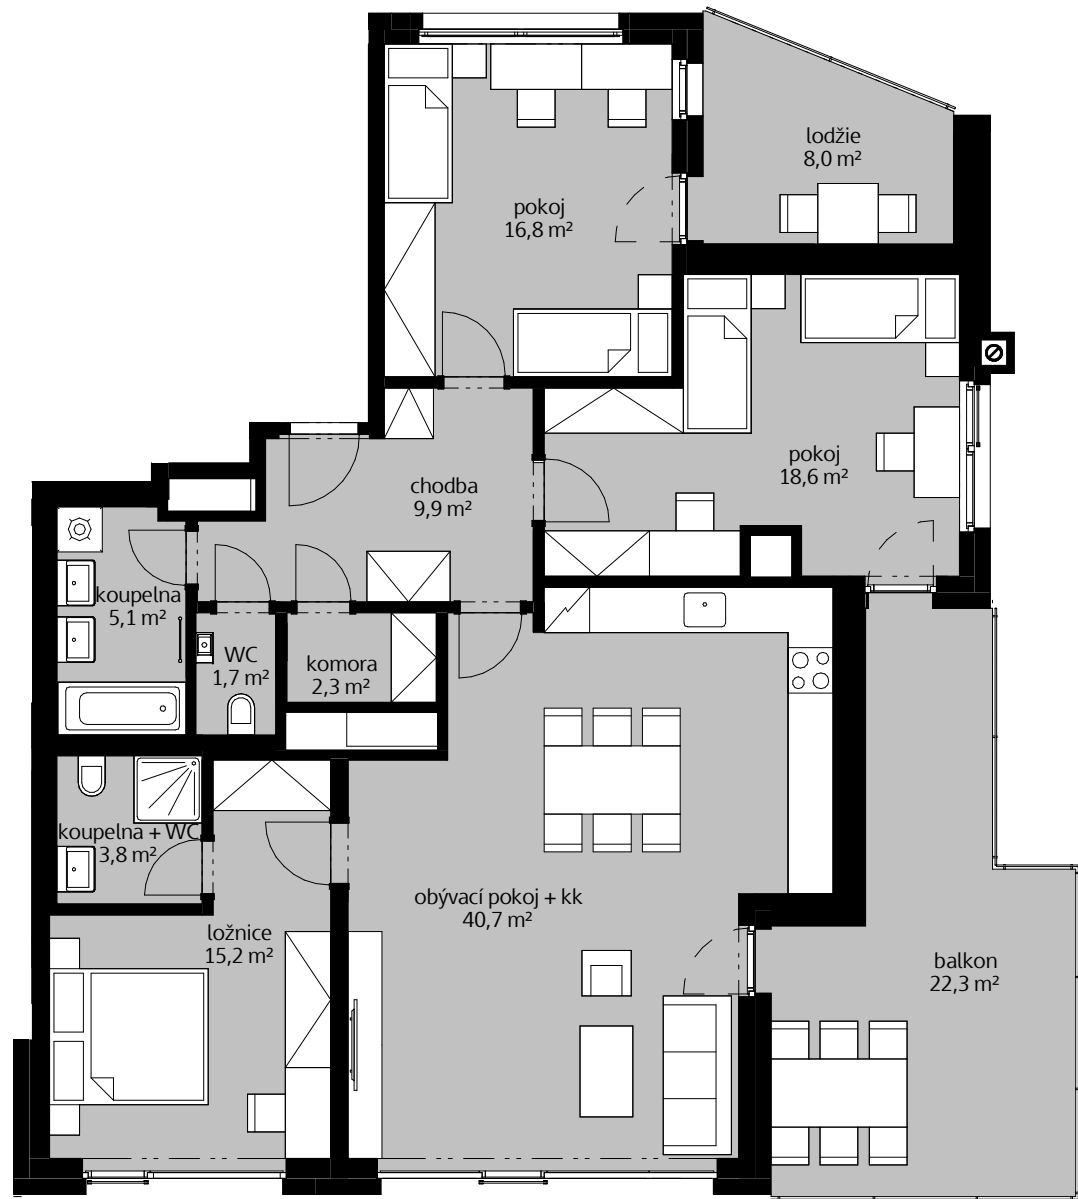 lodžie
8,0 m²
pokoj
16,8 m²
pokoj
18,6 m²
chodba
9,9 m²
koupelna
5,1 m²
WC
1,7 m²
komora
2,3 m²
koupelna + WC
3,8 m²
obývací pokoj + kk
40,7 m²
ložnice
15,2 m²
balkon
22,3 m²